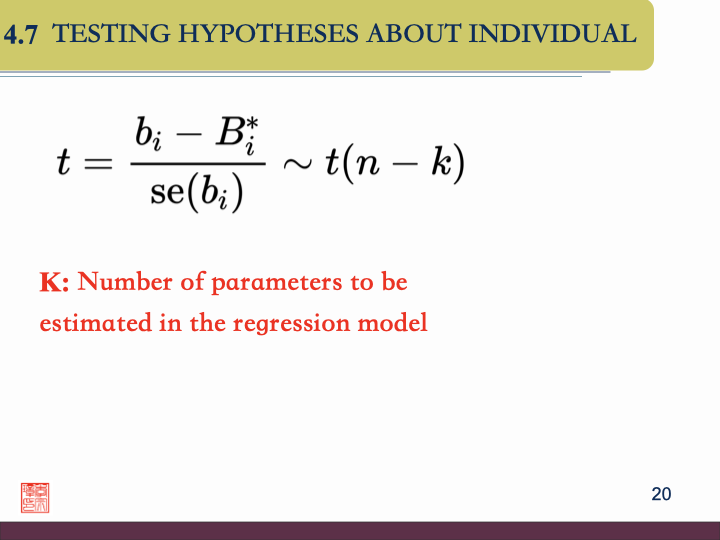 4.7 TESTING HYPOTHESES ABOUT INDIVIDUAL
t = \frac{b_i - B_i^*}{\text{se}(b_i)} \sim t(n - k)
K: Number of parameters to be
estimated in the regression model
20